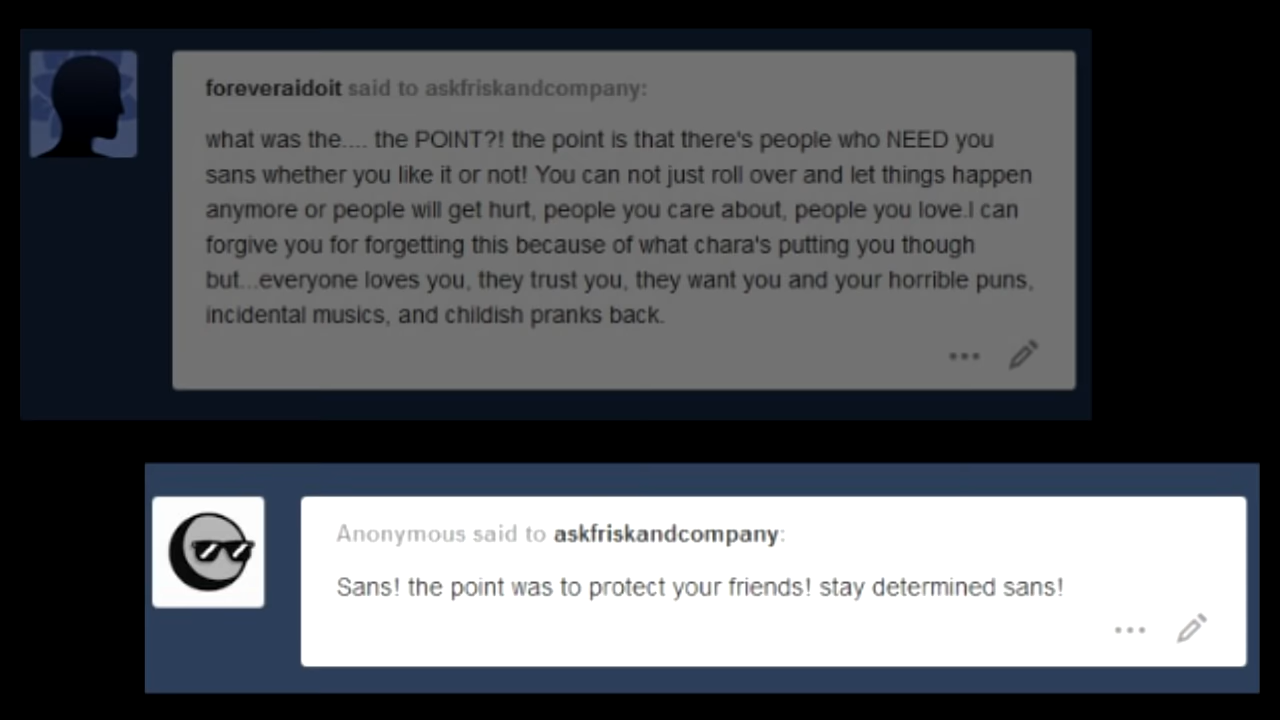 foreveraidoit said to askfriskandcompany:
what was the.... the POINT?! the point is that there's people who NEED you
sans whether you like it or not! You can not just roll over and let things happen
anymore or people will get hurt, people you care about, people you love.I can
forgive you for forgetting this because of what chara's putting you though
but...everyone loves you, they trust you, they want you and your horrible puns,
incidental musics, and childish pranks back.
Anonymous said to askfriskandcompany:
Sans! the point was to protect your friends! stay determined sans!